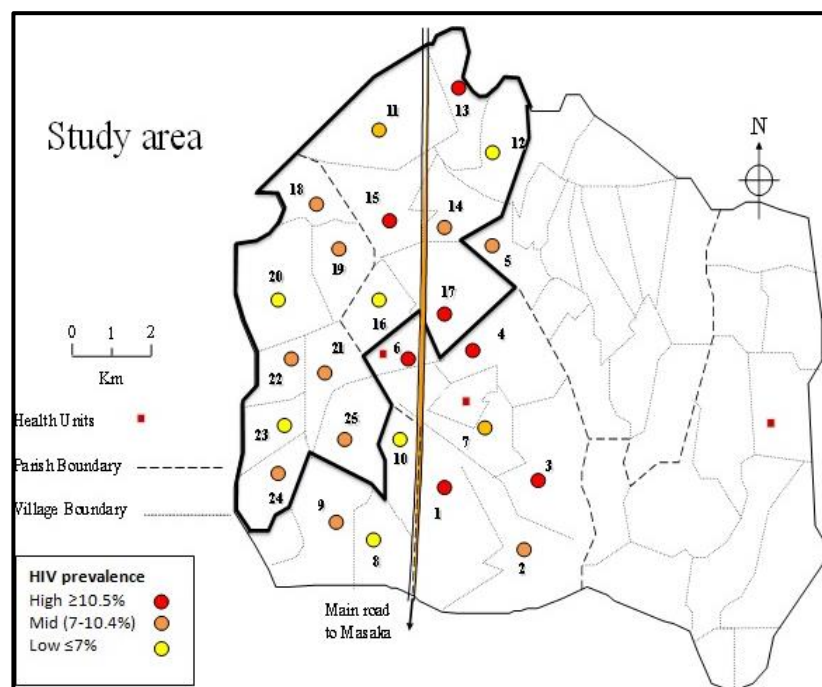 Study area
N
11
13
12
18
15
14
19
5
20
17
16
4
6
21
22
25
23
10
7
3
24
9
1
8
2
0 1 2
Km
Health Units
Parish Boundary
Village Boundary
HIV prevalence
High ≥10.5%
Mid (7-10.4%)
Low ≤7%
Main road
to Masaka